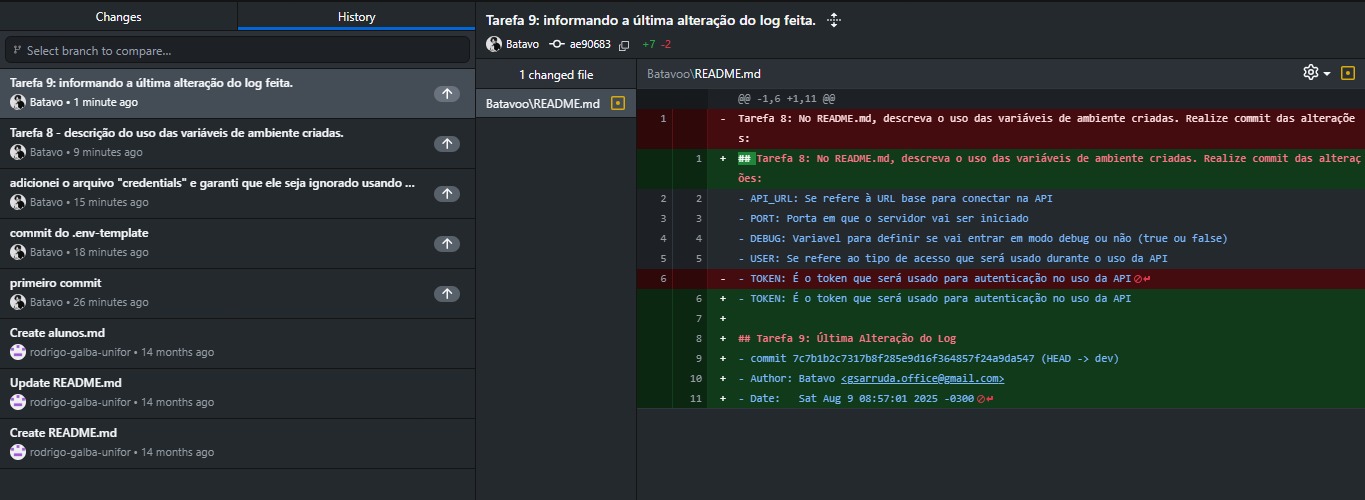 Changes
History
Select branch to compare...
Tarefa 9: informando a última alteração do log feita.
Batavo • 1 minute ago
Tarefa 8 - descrição do uso das variáveis de ambiente criadas.
Batavo • 9 minutes ago
adicionei o arquivo "credentials" e garanti que ele seja ignorado usando ...
Batavo • 15 minutes ago
commit do .env-template
Batavo • 18 minutes ago
primeiro commit
Batavo • 26 minutes ago
Create alunos.md
rodrigo-galba-unifor • 14 months ago
Update README.md
rodrigo-galba-unifor • 14 months ago
Create README.md
rodrigo-galba-unifor • 14 months ago
Tarefa 9: informando a última alteração do log feita.
Batavo ae90683 +7 -2
1 changed file
Batavoo\README.md
Batavoo\README.md
@@ -1,6 +1,11 @@
1 - Tarefa 8: No README.md, descreva o uso das variáveis de ambiente criadas. Realize commit das alteraçõe
s:
1 + ## Tarefa 8: No README.md, descreva o uso das variáveis de ambiente criadas. Realize commit das alteraç
ões:
2 2 - API_URL: Se refere à URL base para conectar na API
3 3 - PORT: Porta em que o servidor vai ser iniciado
4 4 - DEBUG: Variavel para definir se vai entrar em modo debug ou não (true ou false)
5 5 - USER: Se refere ao tipo de acesso que será usado durante o uso da API
6 - - TOKEN: É o token que será usado para autenticação no uso da API
6 + - TOKEN: É o token que será usado para autenticação no uso da API
7 +
8 + ## Tarefa 9: Última Alteração do Log
9 + - commit 7c7b1b2c7317b8f285e9d16f364857f24a9da547 (HEAD -> dev)
10 + - Author: Batavo <gsarruda.office@gmail.com>
11 + - Date:   Sat Aug 9 08:57:01 2025 -0300